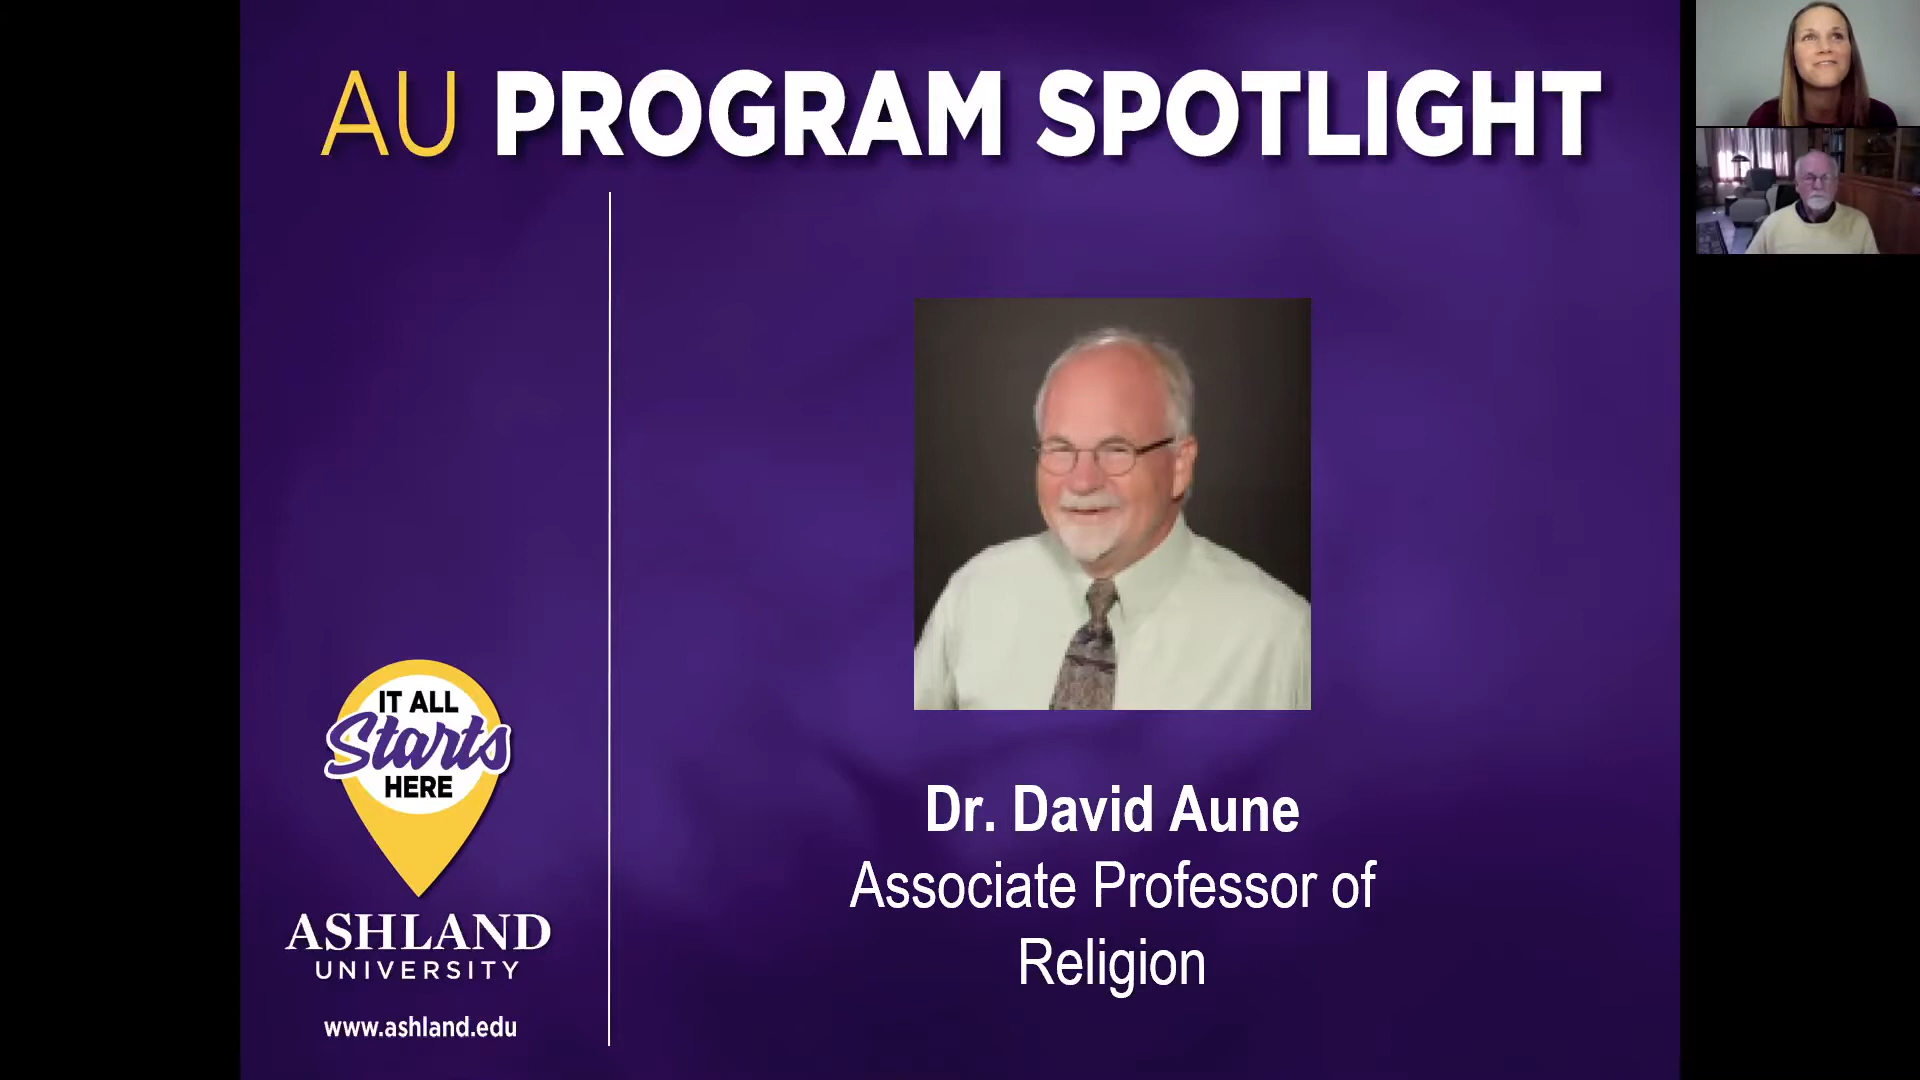 AU PROGRAM SPOTLIGHT
IT ALL
Starts
HERE
ASHLAND
UNIVERSITY
www.ashland.edu
Dr. David Aune
Associate Professor of
Religion